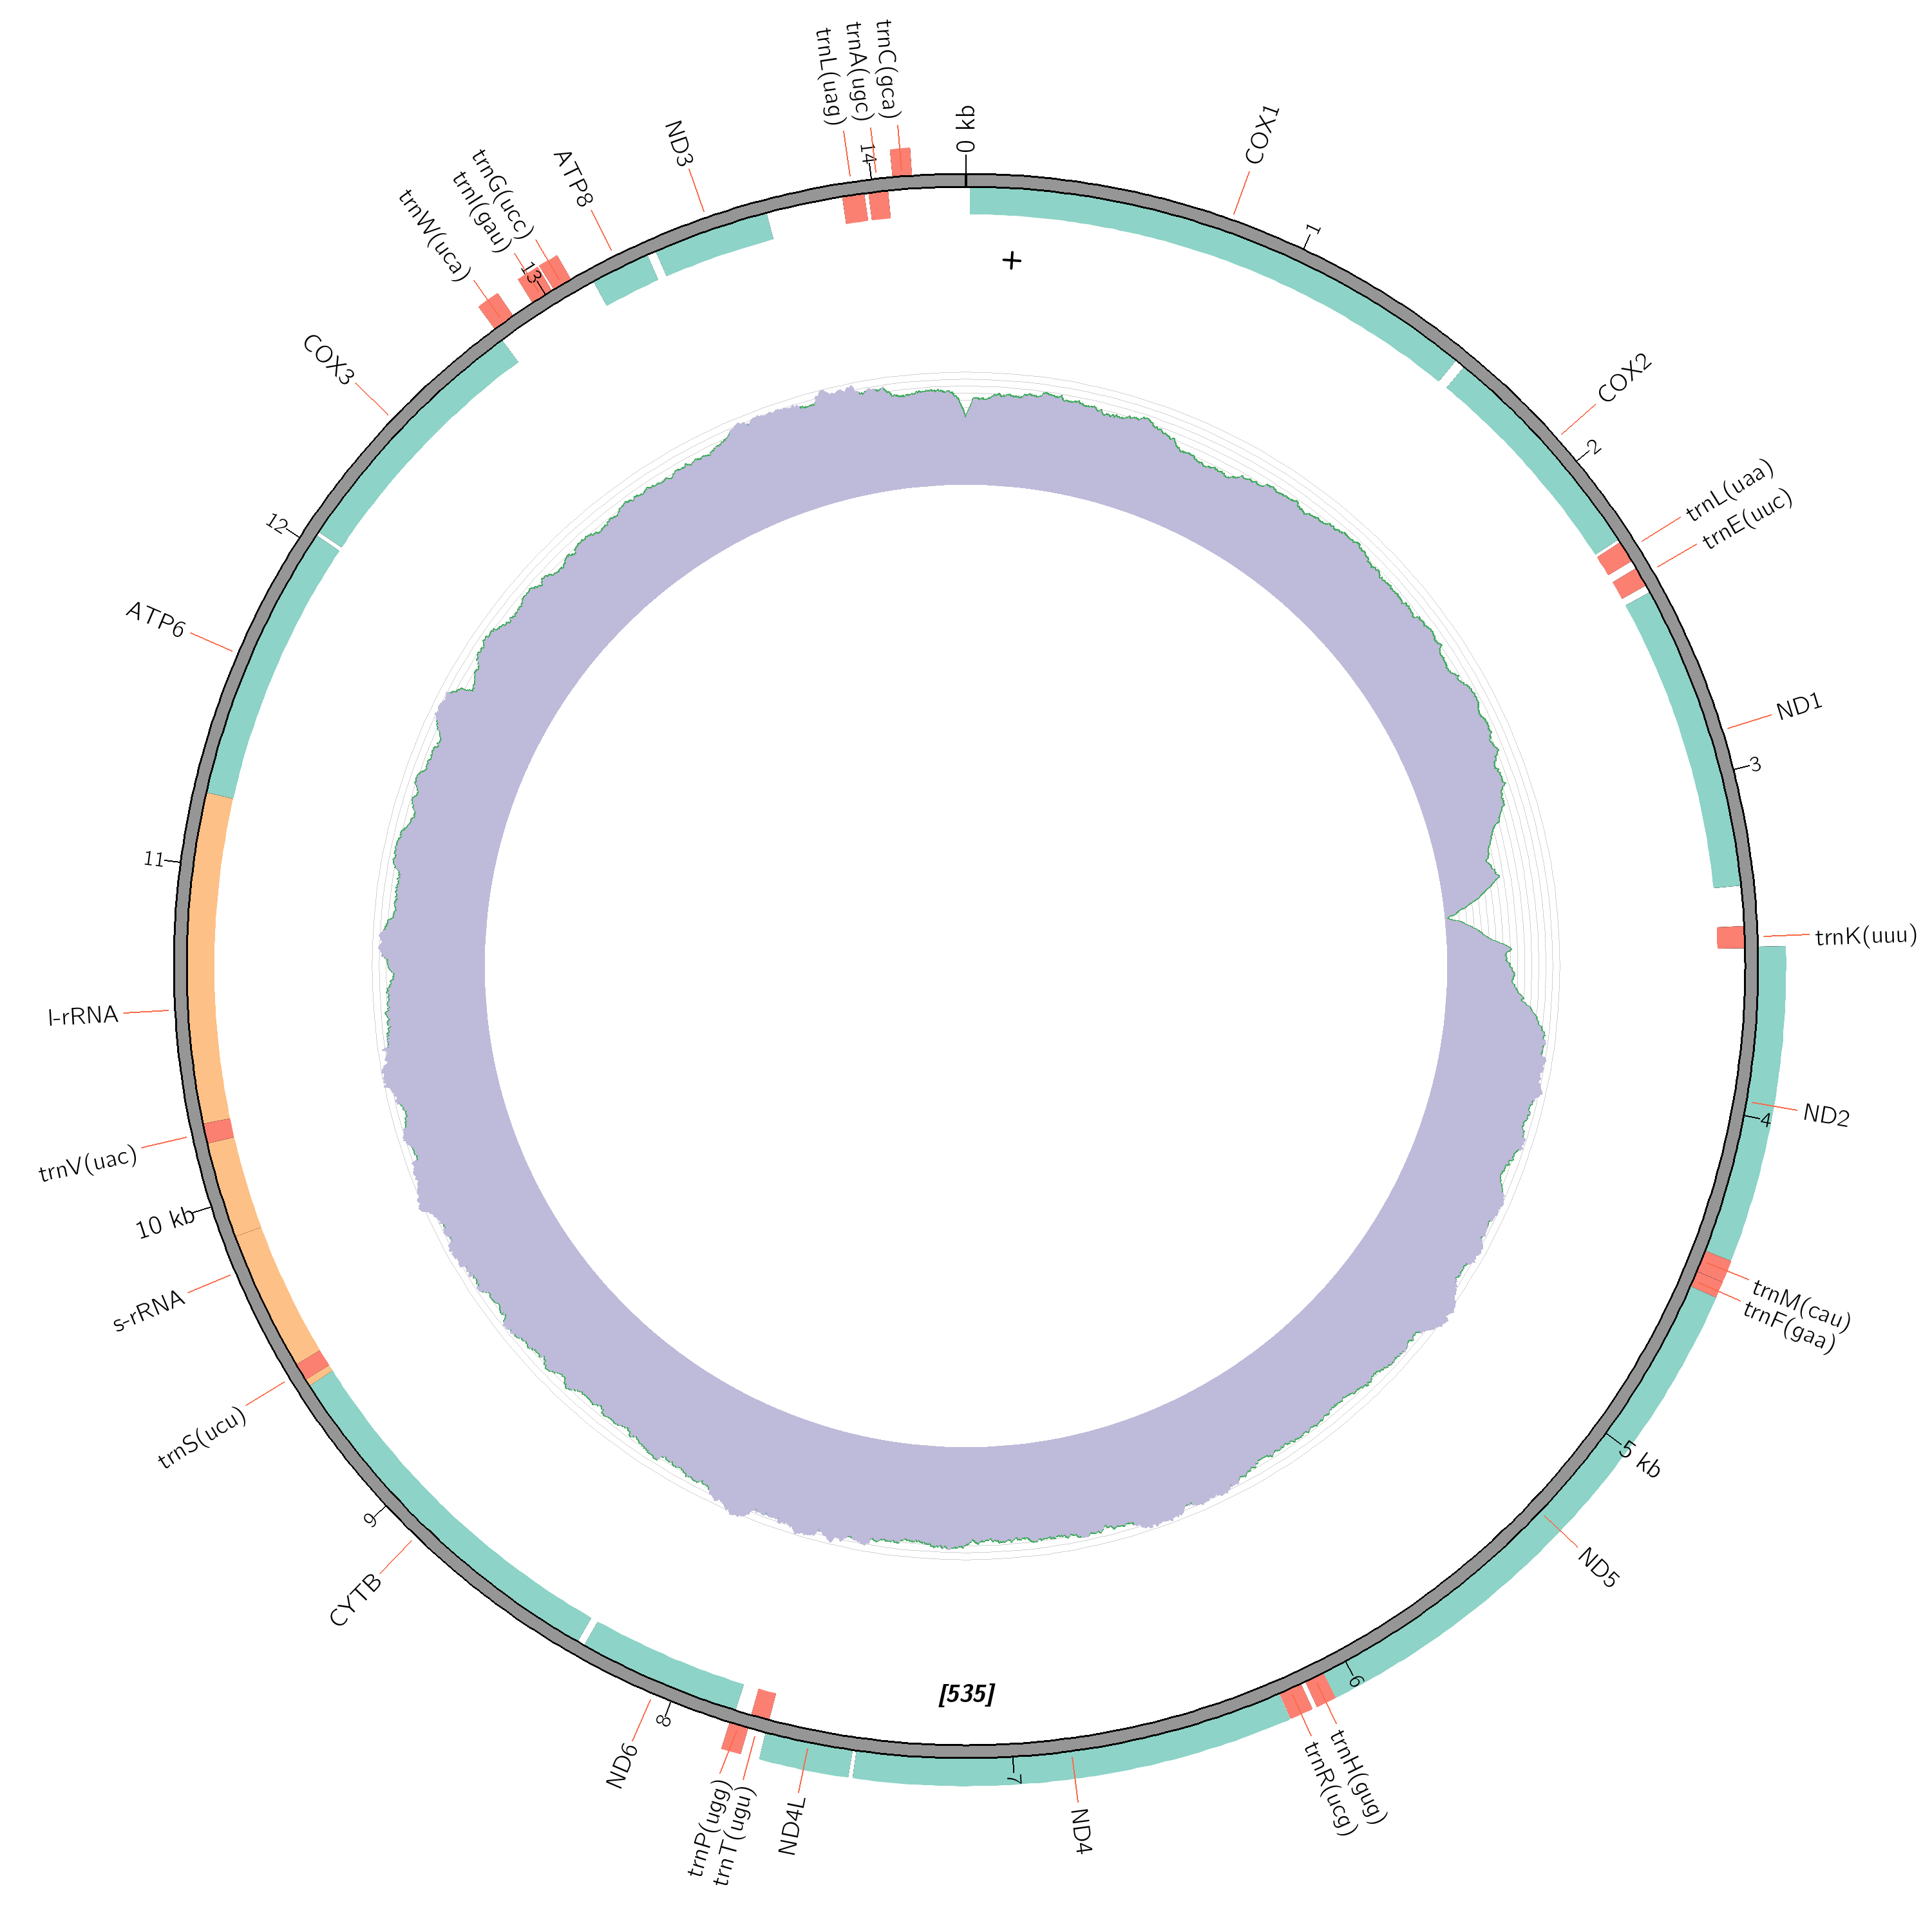 0 kb
COX1
+
1
COX2
2
trnL(uaa)
trnE(uuc)
ND1
3
trnK(uuu)
ND2
4
trnM(cau)
trnF(gaa)
5 kb
ND5
6
trnH(gug)
trnR(ucg)
ND4
7
[535]
ND4L
trnT(ugu)
trnP(ugg)
8
ND6
CYTB
9
trnS(ucu)
s-rRNA
10 kb
trnV(uac)
l-rRNA
11
ATP6
12
COX3
trnW(uca)
13
trnI(gau)
trnG(ucc)
ATP8
ND3
trnL(uag)
14
trnA(ugc)
trnC(gca)